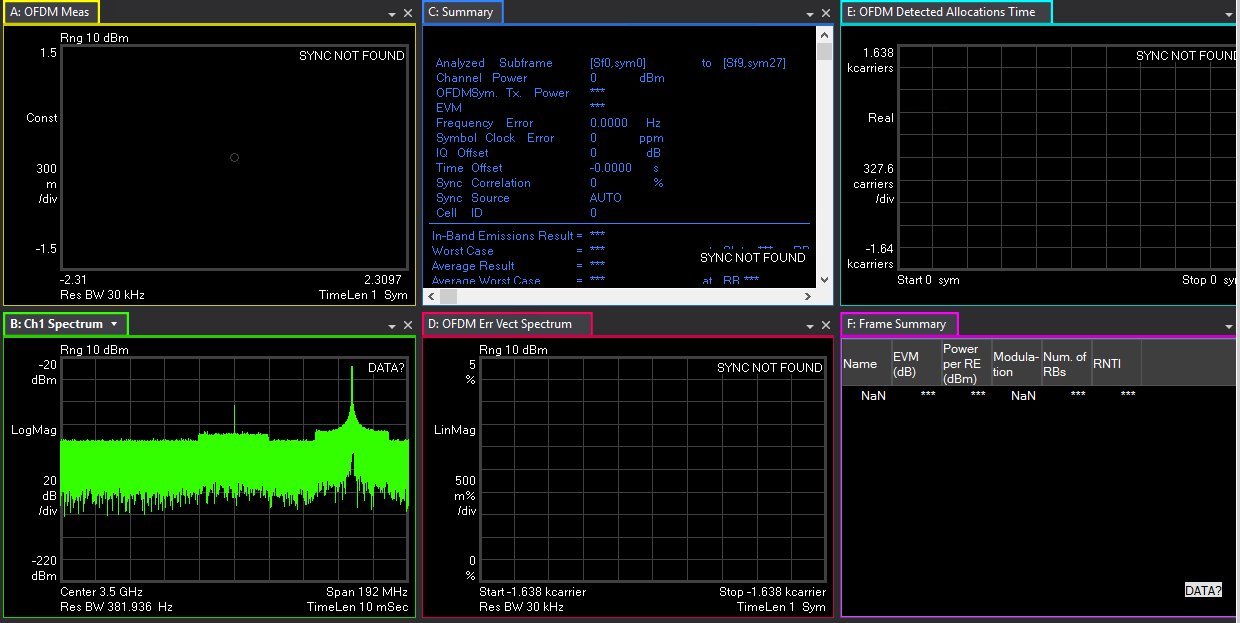 A: OFDM Meas
Rng 10 dBm
SYNC NOT FOUND
1.5
Const
300
m
/div
-1.5
-2.31
2.3097
Res BW 30 kHz
TimeLen 1 Sym
C: Summary
Analyzed Subframe [Sf0,sym0] to [Sf9,sym27]
Channel Power 0 dBm
OFDMSym. Tx. Power ***
EVM ***
Frequency Error 0.0000 Hz
Symbol Clock Error 0 ppm
IQ Offset 0 dB
Time Offset -0.0000 s
Sync Correlation 0 %
Sync Source AUTO
Cell ID 0
In-Band Emissions Result = ***
Worst Case = ***
SYNC NOT FOUND
Average Result = ***
Average Worst Case = *** at RB ***
E: OFDM Detected Allocations Time
SYNC NOT FOUND
1.638
kcarriers
Real
327.6
carriers
/div
-1.64
kcarriers
Start 0 sym
Stop 0 sy
B: Ch1 Spectrum
Rng 10 dBm
DATA?
-20
dBm
LogMag
20
dB
/div
-220
dBm
Center 3.5 GHz
Span 192 MHz
Res BW 381.936 Hz
TimeLen 10 mSec
D: OFDM Err Vect Spectrum
Rng 10 dBm
SYNC NOT FOUND
5
%
LinMag
500
m%
/div
0
%
Start -1.638 kcarrier
Stop -1.638 kcarrier
Res BW 30 kHz
TimeLen 1 Sym
F: Frame Summary
Name EVM (dB) Power per RE (dBm) Modula-tion Num. of RBs RNTI
NaN *** *** NaN *** ***
DATA?